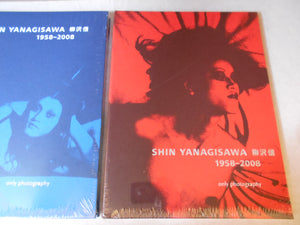 N YANAGISAWA 柳沢信
1958–2008
only photography
SHIN YANAGISAWA 柳沢信
1958–2008
only photography